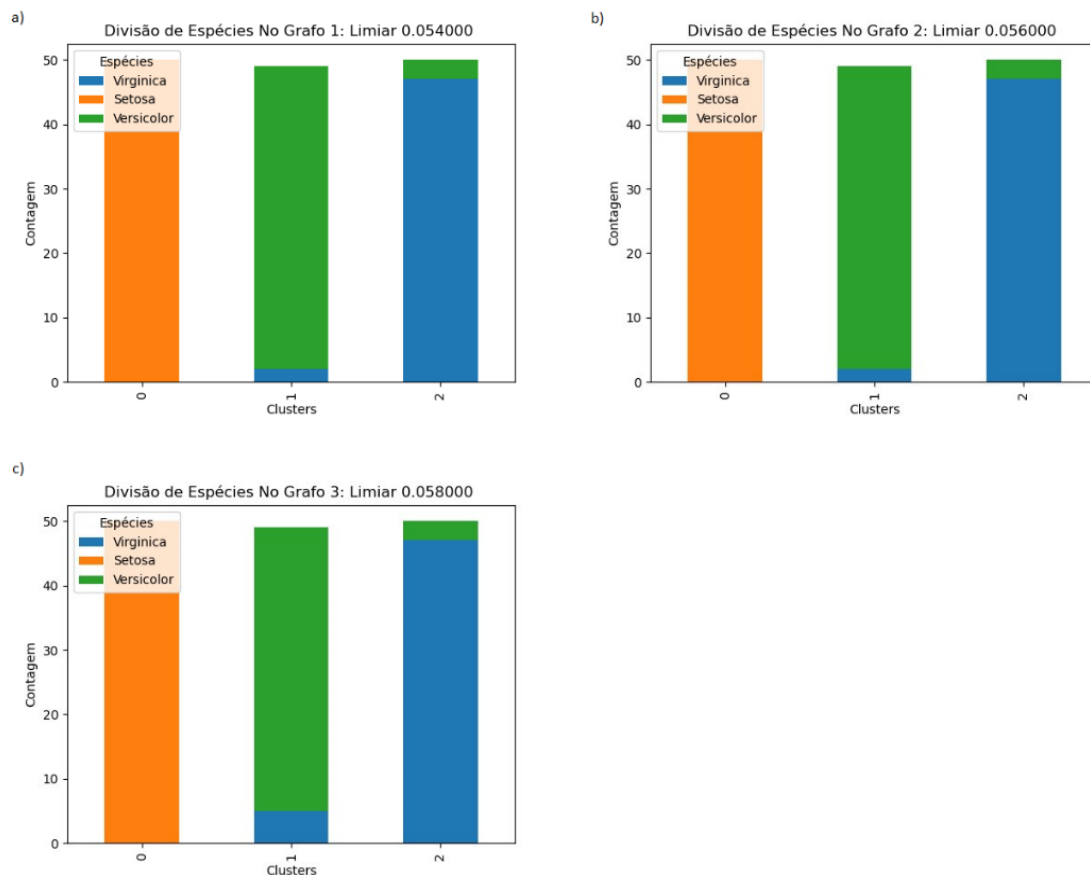 a)
Divisão de Espécies No Grafo 1: Limiar 0.054000
Espécies
Virginica
Setosa
Versicolor
Contagem
50
40
30
20
10
0
0
1
2
Clusters
b)
Divisão de Espécies No Grafo 2: Limiar 0.056000
Espécies
Virginica
Setosa
Versicolor
Contagem
50
40
30
20
10
0
0
1
2
Clusters
c)
Divisão de Espécies No Grafo 3: Limiar 0.058000
Espécies
Virginica
Setosa
Versicolor
Contagem
50
40
30
20
10
0
0
1
2
Clusters